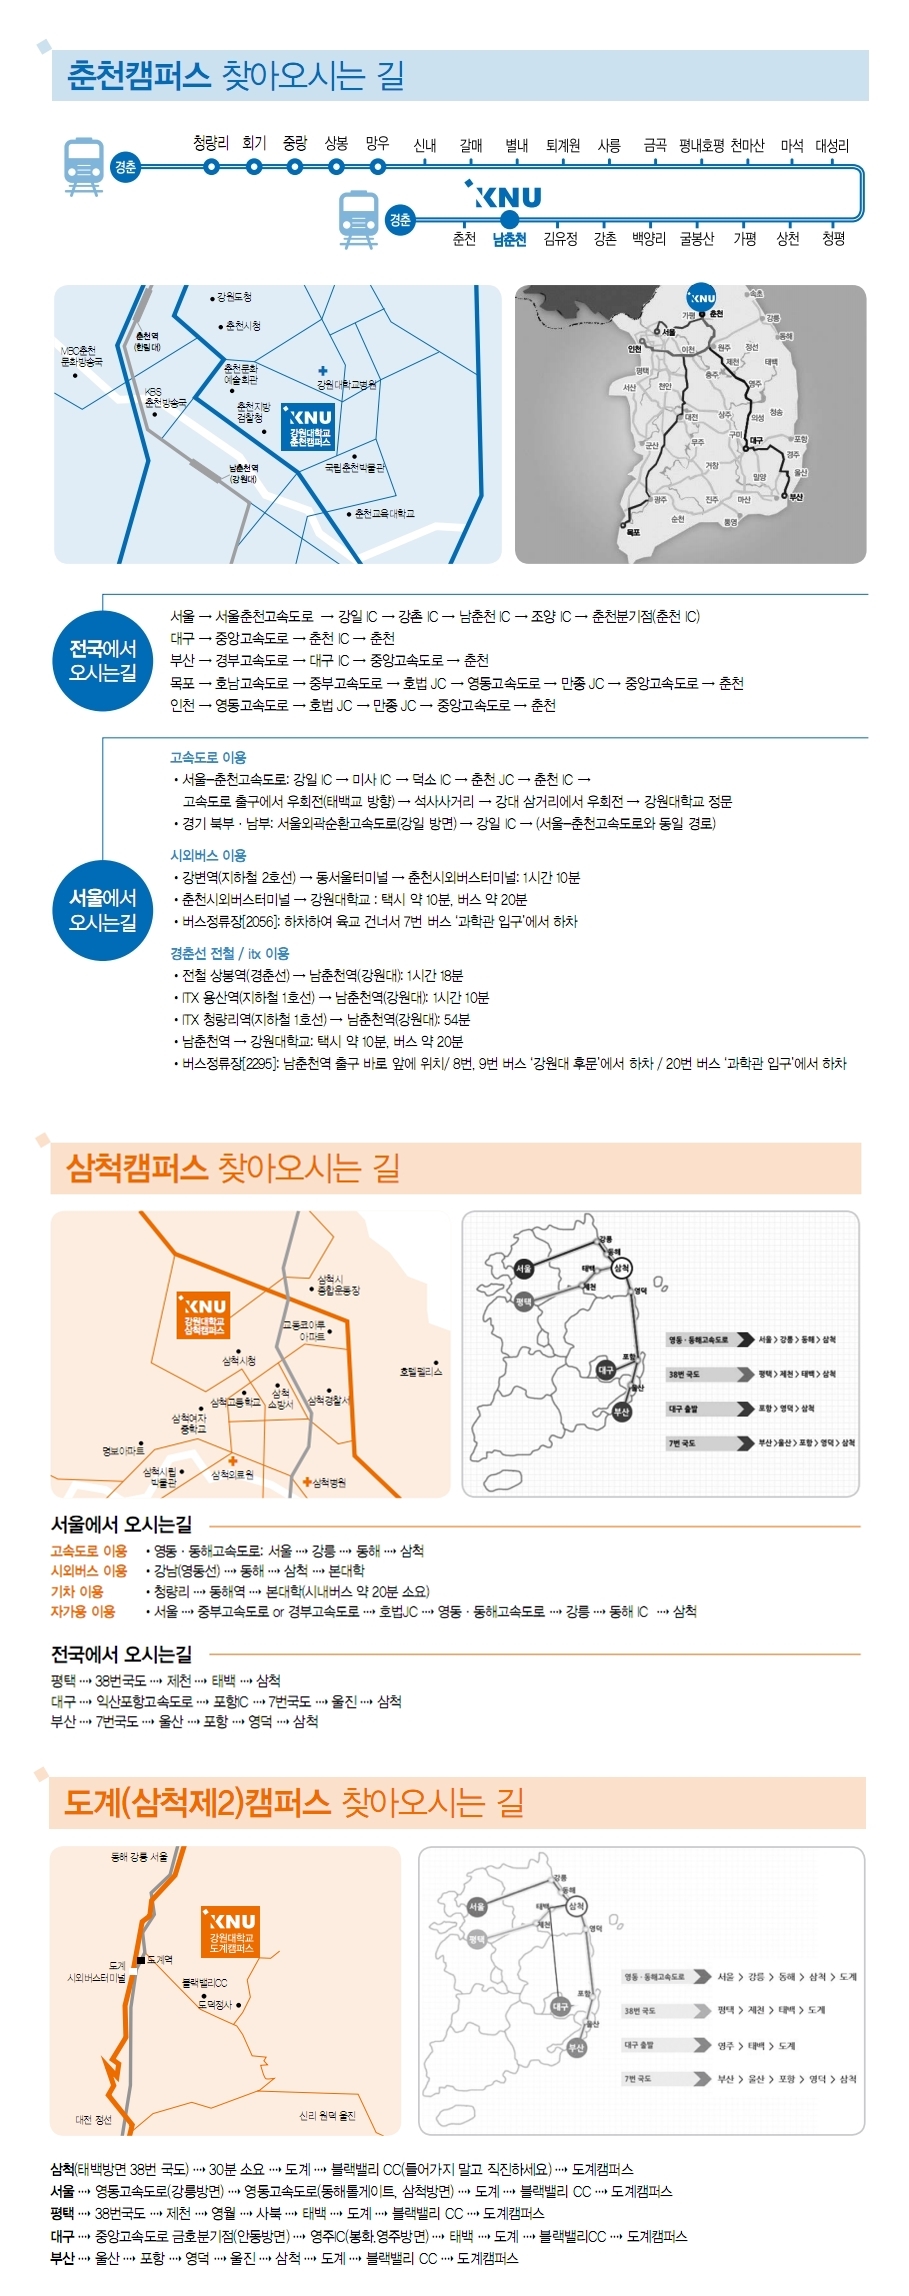 춘천캠퍼스 찾아오시는 길
경춘
청량리 회기 중랑 상봉 망우 신내 갈매 별내 퇴계원 사릉 금곡 평내호평 천마산 마석 대성리
KNU
경춘
춘천 남춘천 김유정 강촌 백양리 굴봉산 가평 상천 청평
강원도청
춘천시청
춘천역
(한림대)
MBC춘천
문화방송국
KBS
춘천방송국
춘천문화
예술회관
강원대학교병원
춘천지방
검찰청
KNU
강원대학교
춘천캠퍼스
국립춘천박물관
남춘천역
(강원대)
춘천교육대학교
KNU
속초
가평
춘천
강릉
서울
동해
인천
이천
원주
정선
제천
태백
평택
충주
영주
서산
천안
대전
상주
의성
청송
구미
군산
무주
대구
포항
경주
거창
밀양
울산
광주
진주
마산
부산
순천
통영
목포
전국에서
오시는길
서울 → 서울춘천고속도로 → 강일 IC → 강촌 IC → 남춘천 IC → 조양 IC → 춘천분기점(춘천 IC)
대구 → 중앙고속도로 → 춘천 IC → 춘천
부산 → 경부고속도로 → 대구 IC → 중앙고속도로 → 춘천
목포 → 호남고속도로 → 중부고속도로 → 호법 JC → 영동고속도로 → 만종 JC → 중앙고속도로 → 춘천
인천 → 영동고속도로 → 호법 JC → 만종 JC → 중앙고속도로 → 춘천
서울에서
오시는길
고속도로 이용
• 서울–춘천고속도로: 강일 IC → 미사 IC → 덕소 IC → 춘천 JC → 춘천 IC →
고속도로 출구에서 우회전(태백교 방향) → 석사사거리 → 강대 삼거리에서 우회전 → 강원대학교 정문
• 경기 북부 · 남부: 서울외곽순환고속도로(강일 방면) → 강일 IC → (서울–춘천고속도로와 동일 경로)
시외버스 이용
• 강변역(지하철 2호선) → 동서울터미널 → 춘천시외버스터미널: 1시간 10분
• 춘천시외버스터미널 → 강원대학교 : 택시 약 10분, 버스 약 20분
• 버스정류장[2056]: 하차하여 육교 건너서 7번 버스 '과학관 입구'에서 하차
경춘선 전철 / itx 이용
• 전철 상봉역(경춘선) → 남춘천역(강원대): 1시간 18분
• ITX 용산역(지하철 1호선) → 남춘천역(강원대): 1시간 10분
• ITX 청량리역(지하철 1호선) → 남춘천역(강원대): 54분
• 남춘천역 → 강원대학교: 택시 약 10분, 버스 약 20분
• 버스정류장[2295]: 남춘천역 출구 바로 앞에 위치/ 8번, 9번 버스 '강원대 후문'에서 하차 / 20번 버스 '과학관 입구'에서 하차
삼척캠퍼스 찾아오시는 길
KNU
강원대학교
삼척캠퍼스
삼척시
종합운동장
교동코아루
아파트
삼척시청
호텔펠리스
삼척고등학교
삼척
소방서
삼척경찰서
삼척여자
중학교
명보아파트
삼척시립
박물관
삼척의료원
삼척병원
강릉
동해
서울
태백
삼척
제천
평택
영덕
포항
대구
울산
부산
영동 · 동해고속도로 서울 > 강릉 > 동해 > 삼척
38번 국도 평택 > 제천 > 태백 > 삼척
대구 출발 포항 > 영덕 > 삼척
7번 국도 부산 > 울산 > 포항 > 영덕 > 삼척
서울에서 오시는길
고속도로 이용 • 영동 · 동해고속도로: 서울 ⤑ 강릉 ⤑ 동해 ⤑ 삼척
시외버스 이용 • 강남(영동선) ⤑ 동해 ⤑ 삼척 ⤑ 본대학
기차 이용 • 청량리 ⤑ 동해역 ⤑ 본대학(시내버스 약 20분 소요)
자가용 이용 • 서울 ⤑ 중부고속도로 or 경부고속도로 ⤑ 호법JC ⤑ 영동 · 동해고속도로 ⤑ 강릉 ⤑ 동해 IC ⤑ 삼척
전국에서 오시는길
평택 ⤑ 38번국도 ⤑ 제천 ⤑ 태백 ⤑ 삼척
대구 ⤑ 익산포항고속도로 ⤑ 포항IC ⤑ 7번국도 ⤑ 울진 ⤑ 삼척
부산 ⤑ 7번국도 ⤑ 울산 ⤑ 포항 ⤑ 영덕 ⤑ 삼척
도계(삼척제2)캠퍼스 찾아오시는 길
동해 강릉 서울
KNU
강원대학교
도계캠퍼스
도계역
도계
시외버스터미널
블랙밸리CC
도덕정사
대전 정선
신리 원덕 울진
강릉
동해
서울
태백
삼척
제천
평택
영덕
포항
대구
울산
부산
영동 · 동해고속도로 서울 > 강릉 > 동해 > 삼척 > 도계
38번 국도 평택 > 제천 > 태백 > 도계
대구 출발 영주 > 태백 > 도계
7번 국도 부산 > 울산 > 포항 > 영덕 > 삼척
삼척(태백방면 38번 국도) ⤑ 30분 소요 ⤑ 도계 ⤑ 블랙밸리 CC(들어가지 말고 직진하세요) ⤑ 도계캠퍼스
서울 ⤑ 영동고속도로(강릉방면) ⤑ 영동고속도로(동해톨게이트, 삼척방면) ⤑ 도계 ⤑ 블랙밸리 CC ⤑ 도계캠퍼스
평택 ⤑ 38번국도 ⤑ 제천 ⤑ 영월 ⤑ 사북 ⤑ 태백 ⤑ 도계 ⤑ 블랙밸리 CC ⤑ 도계캠퍼스
대구 ⤑ 중앙고속도로 금호분기점(안동방면) ⤑ 영주IC(봉화.영주방면) ⤑ 태백 ⤑ 도계 ⤑ 블랙밸리CC ⤑ 도계캠퍼스
부산 ⤑ 울산 ⤑ 포항 ⤑ 영덕 ⤑ 울진 ⤑ 삼척 ⤑ 도계 ⤑ 블랙밸리 CC ⤑ 도계캠퍼스